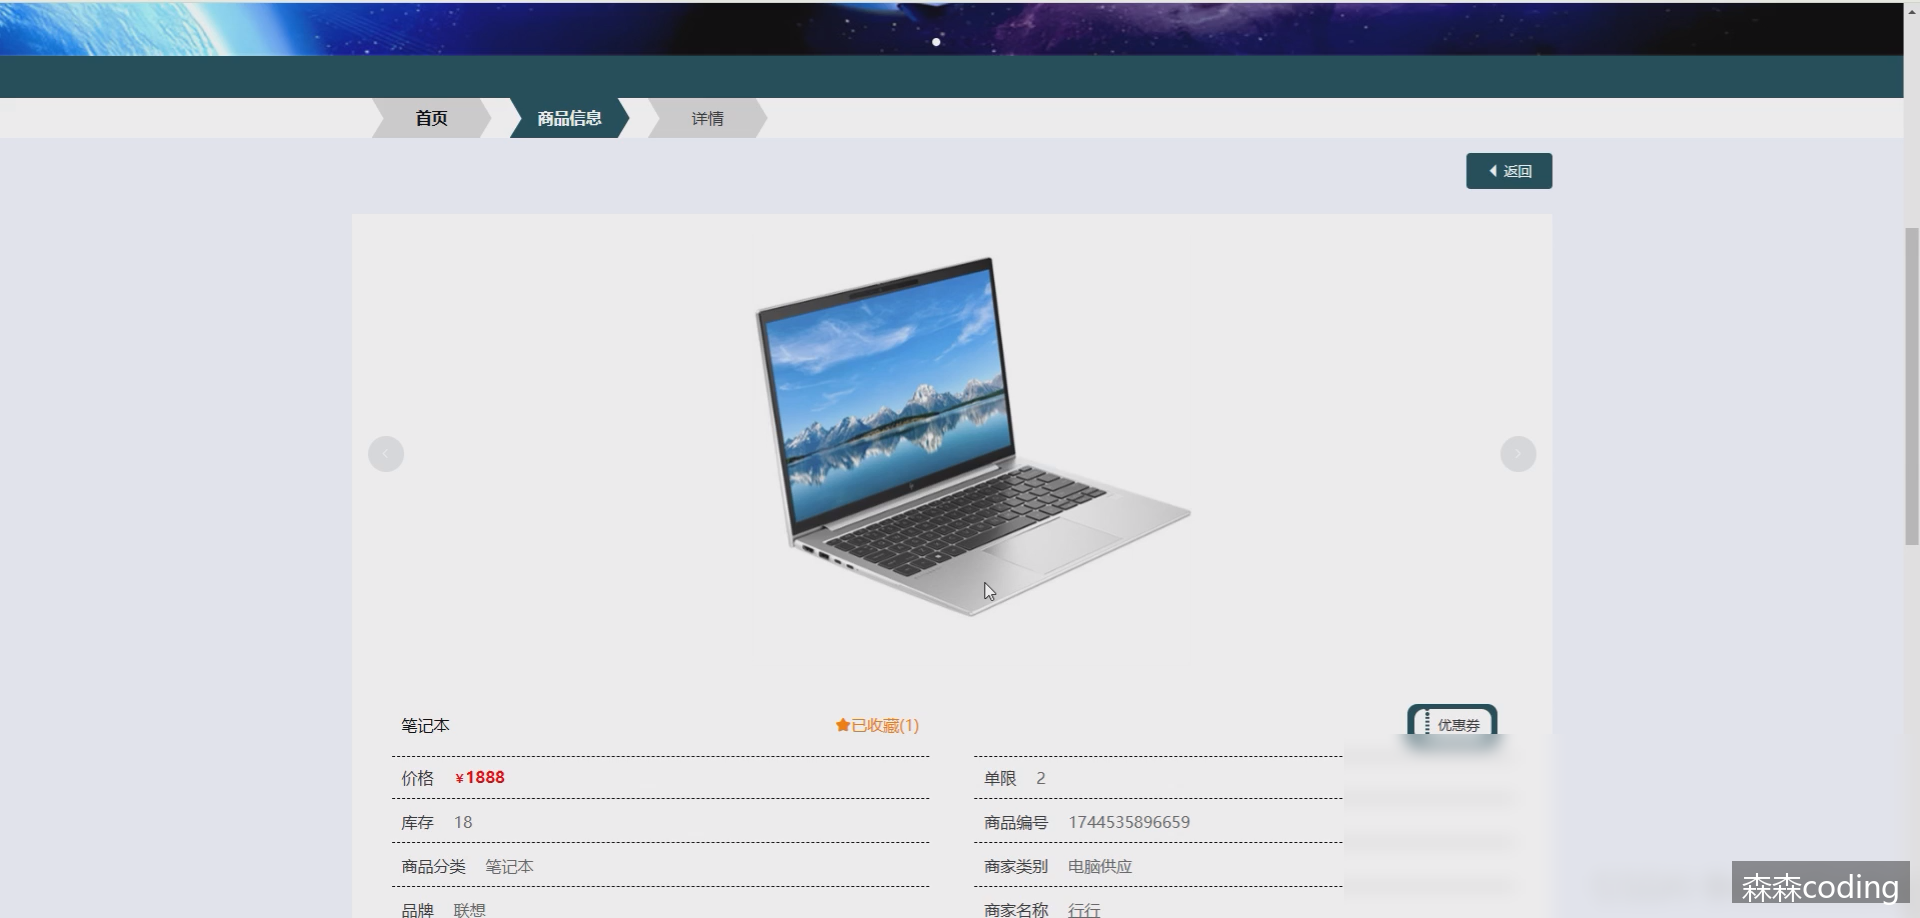 首页 商品信息 详情
返回
笔记本 已收藏(1) 优惠券
价格 ¥1888 单限 2
库存 18 商品编号 1744535896659
商品分类 笔记本 商家类别 电脑供应
品牌 联想 商家名称 行行
森森coding